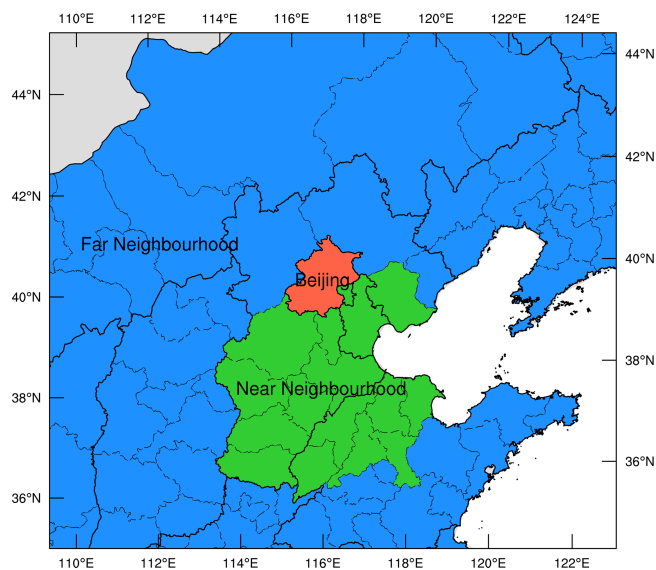 110°E 112°E 114°E 116°E 118°E 120°E 122°E 124°E
44°N
44°N
42°N
42°N
Far Neighbourhood
40°N
Beijing
40°N
38°N
Near Neighbourhood
38°N
36°N
36°N
110°E 112°E 114°E 116°E 118°E 120°E 122°E